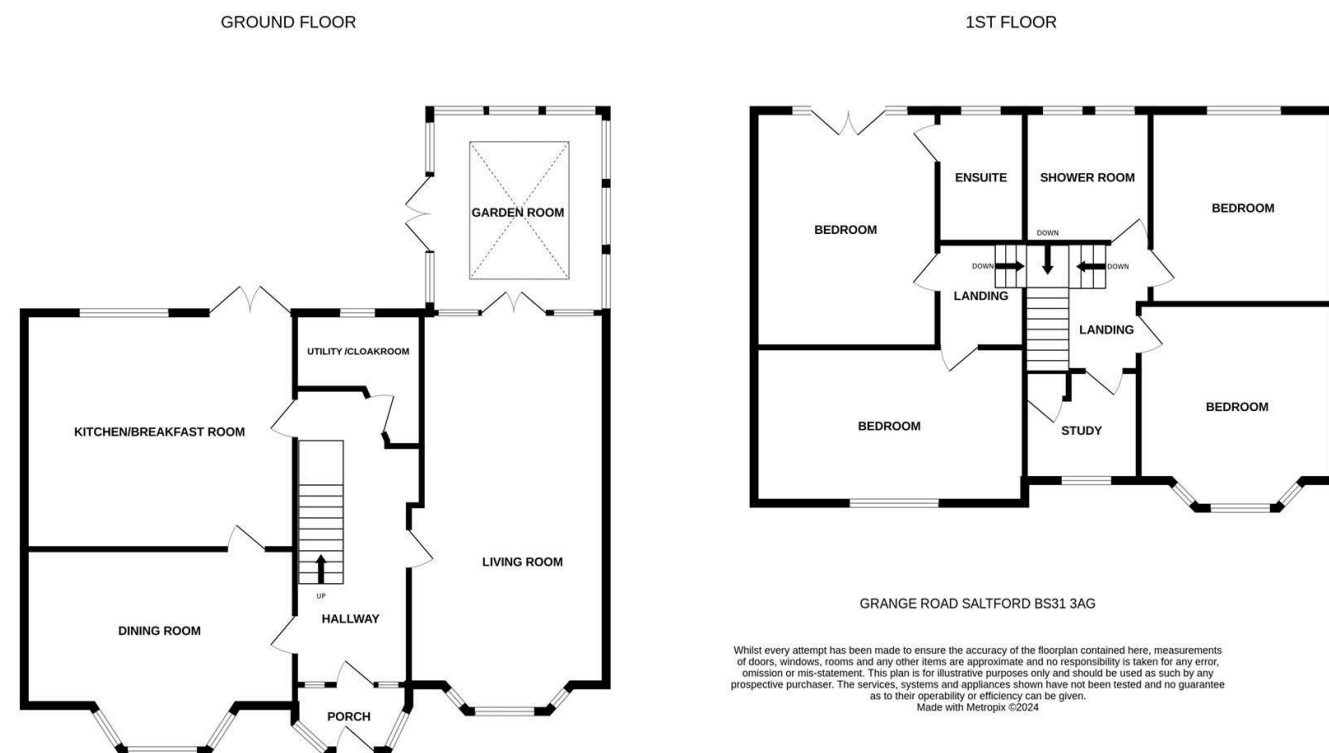 GROUND FLOOR
GARDEN ROOM
UTILITY /CLOAKROOM
KITCHEN/BREAKFAST ROOM
LIVING ROOM
UP
HALLWAY
DINING ROOM
PORCH
1ST FLOOR
ENSUITE
SHOWER ROOM
BEDROOM
BEDROOM
DOWN
DOWN
DOWN
LANDING
LANDING
BEDROOM
BEDROOM
STUDY
GRANGE ROAD SALTFORD BS31 3AG
Whilst every attempt has been made to ensure the accuracy of the floorplan contained here, measurements
of doors, windows, rooms and any other items are approximate and no responsibility is taken for any error,
omission or mis-statement. This plan is for illustrative purposes only and should be used as such by any
prospective purchaser. The services, systems and appliances shown have not been tested and no guarantee
as to their operability or efficiency can be given.
Made with Metropix ©2024